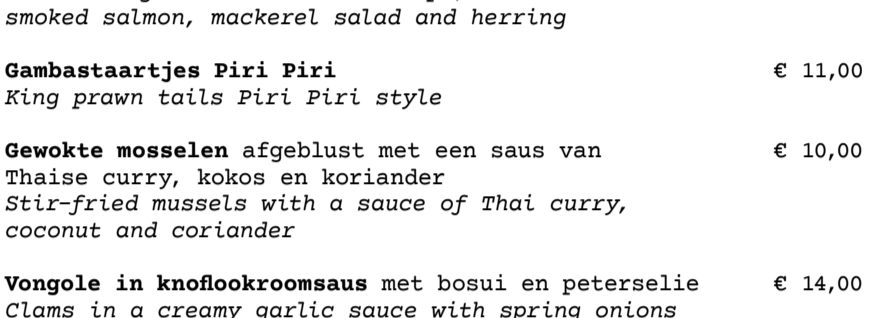 smoked salmon, mackerel salad and herring
Gambastaartjes Piri Piri € 11,00
King prawn tails Piri Piri style
Gewokte mosselen afgeblust met een saus van € 10,00
Thaise curry, kokos en koriander
Stir-fried mussels with a sauce of Thai curry,
coconut and coriander
Vongole in knoflookroomsaus met bosui en peterselie € 14,00
Clams in a creamy garlic sauce with spring onions